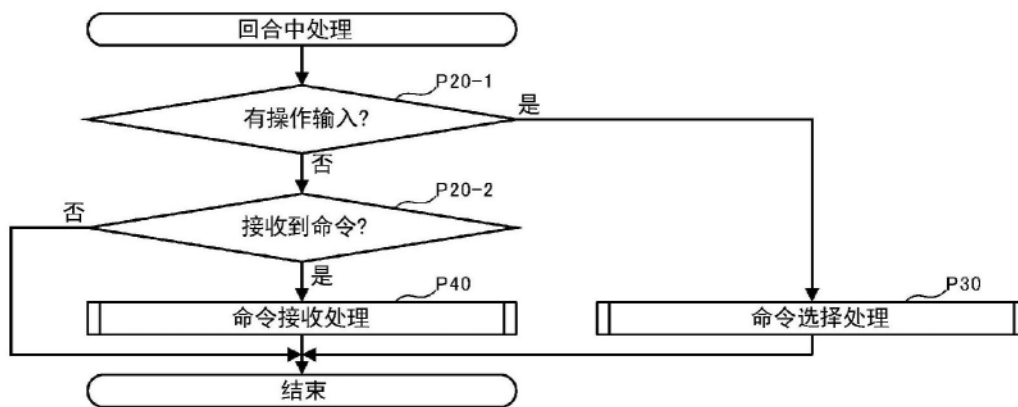 回合中处理
P20-1
有操作输入?
是
否
P20-2
否
接收到命令?
是
P40
P30
命令接收处理
命令选择处理
结束